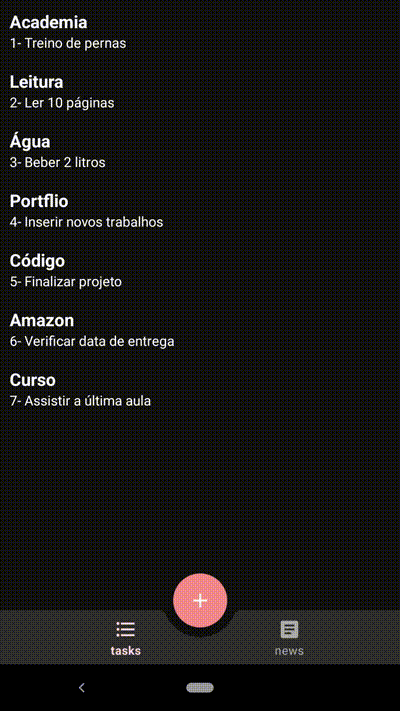 Academia
1- Treino de pernas
Leitura
2- Ler 10 páginas
Água
3- Beber 2 litros
Portflio
4- Inserir novos trabalhos
Código
5- Finalizar projeto
Amazon
6- Verificar data de entrega
Curso
7- Assistir a última aula
tasks
news